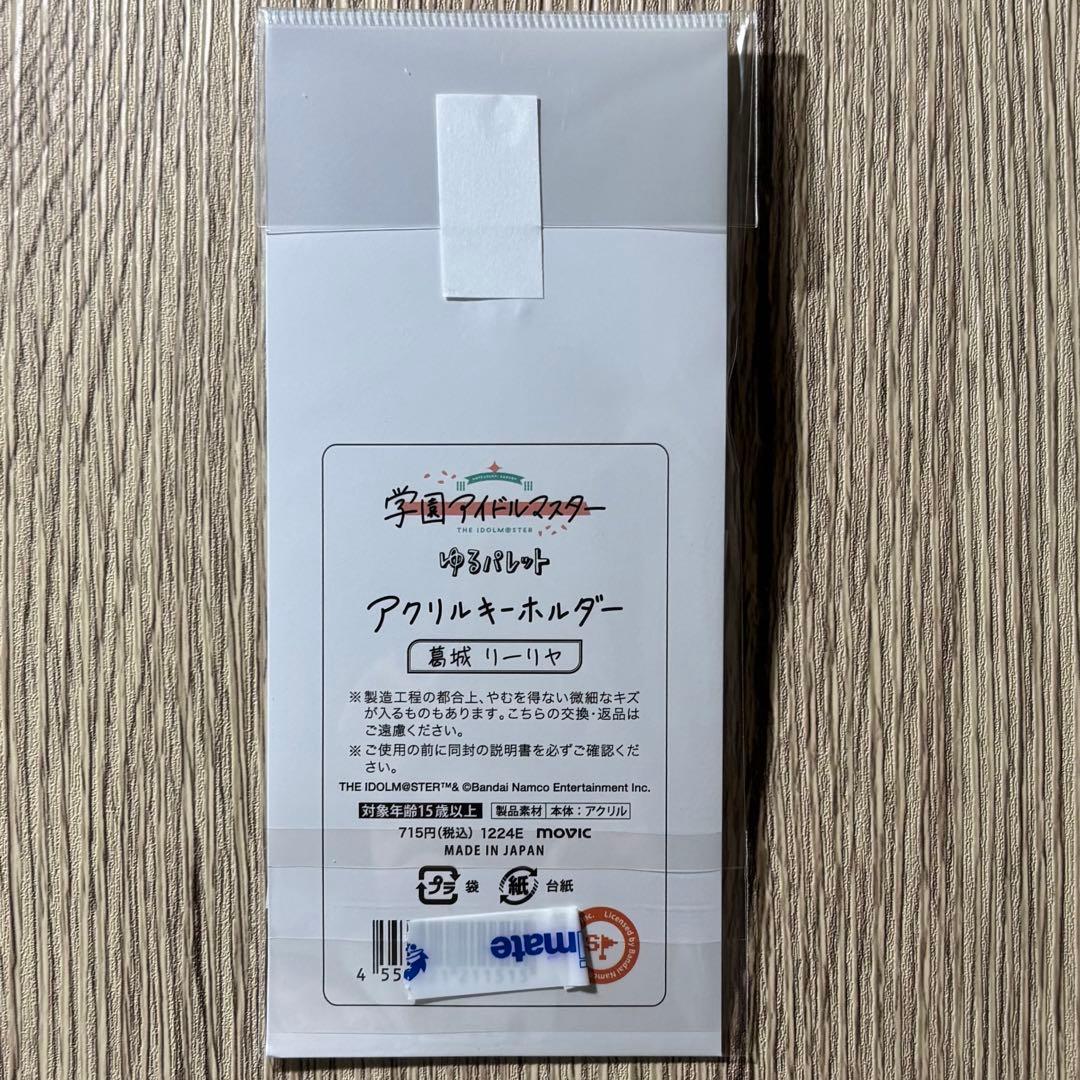 学園アイドルマスター
THE IDOLM@STER
ゆるパレット
アクリルキーホルダー
葛城 リーリヤ
※製造工程の都合上、やむを得ない微細なキズ
が入るものもあります。こちらの交換・返品は
ご遠慮ください。
※ご使用の前に同封の説明書を必ずご確認くだ
さい。
THE IDOLM@STER™& ©Bandai Namco Entertainment Inc.
対象年齢15歳以上 製品素材 本体：アクリル
715円(税込) 1224E movic
MADE IN JAPAN
プラ 袋 紙 台紙
4 55
mate
Inc. Licensed by Bandai Namco